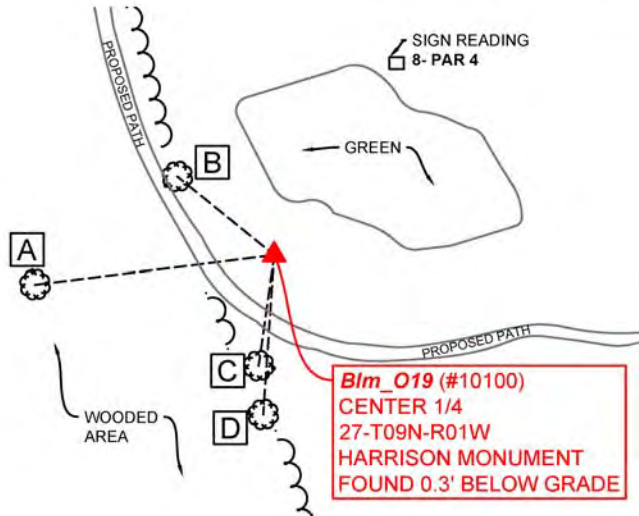 SIGN READING
8- PAR 4
PROPOSED PATH
GREEN
B
A
C
D
PROPOSED PATH
WOODED
AREA
Blm_O19 (#10100)
CENTER 1/4
27-T09N-R01W
HARRISON MONUMENT
FOUND 0.3' BELOW GRADE